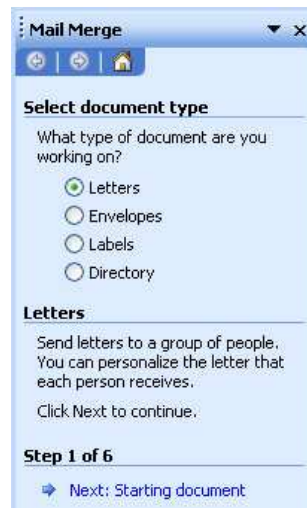 Mail Merge
Select document type
What type of document are you
working on?
Letters
Envelopes
Labels
Directory
Letters
Send letters to a group of people.
You can personalize the letter that
each person receives.
Click Next to continue.
Step 1 of 6
Next: Starting document